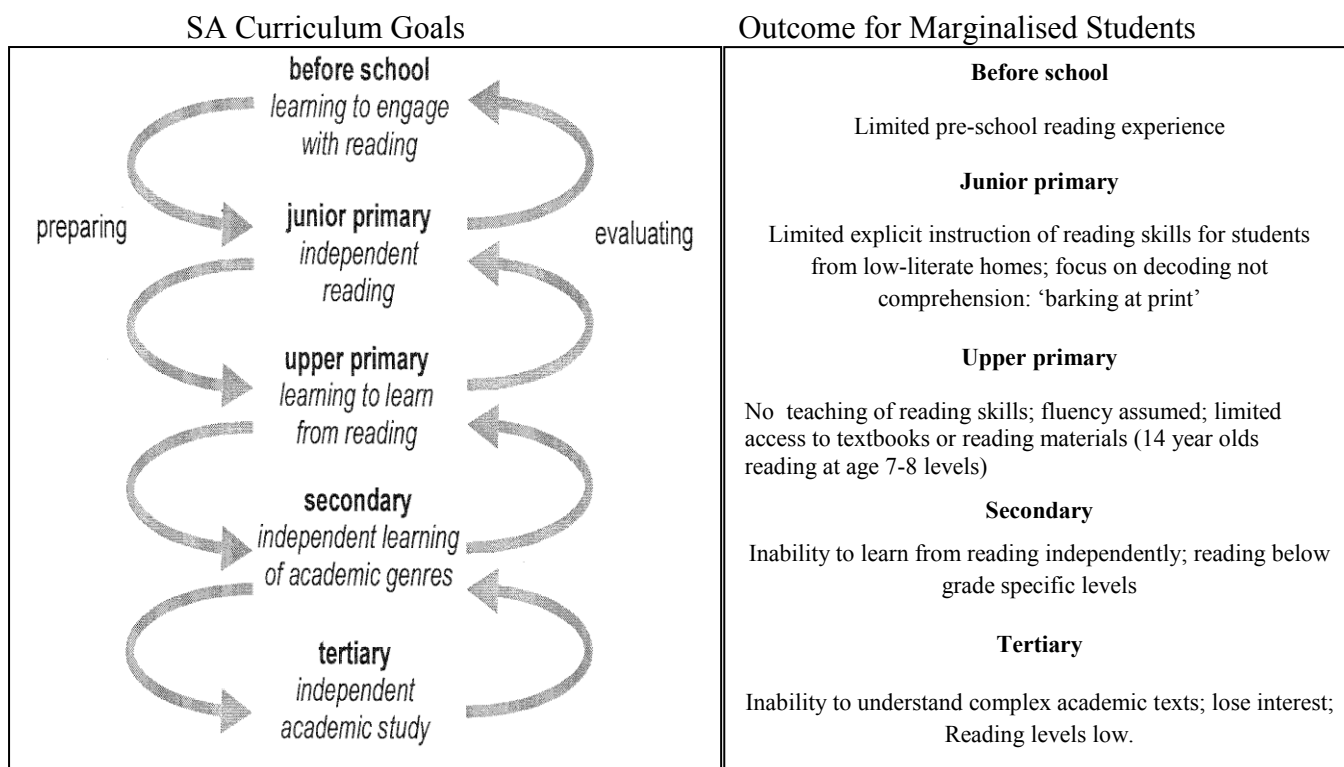 SA Curriculum Goals
before school
learning to engage
with reading
preparing
junior primary
independent
reading
evaluating
upper primary
learning to learn
from reading
secondary
independent learning
of academic genres
tertiary
independent
academic study
Outcome for Marginalised Students
Before school
Limited pre-school reading experience
Junior primary
Limited explicit instruction of reading skills for students
from low-literate homes; focus on decoding not
comprehension: ‘barking at print’
Upper primary
No teaching of reading skills; fluency assumed; limited
access to textbooks or reading materials (14 year olds
reading at age 7-8 levels)
Secondary
Inability to learn from reading independently; reading below
grade specific levels
Tertiary
Inability to understand complex academic texts; lose interest;
Reading levels low.